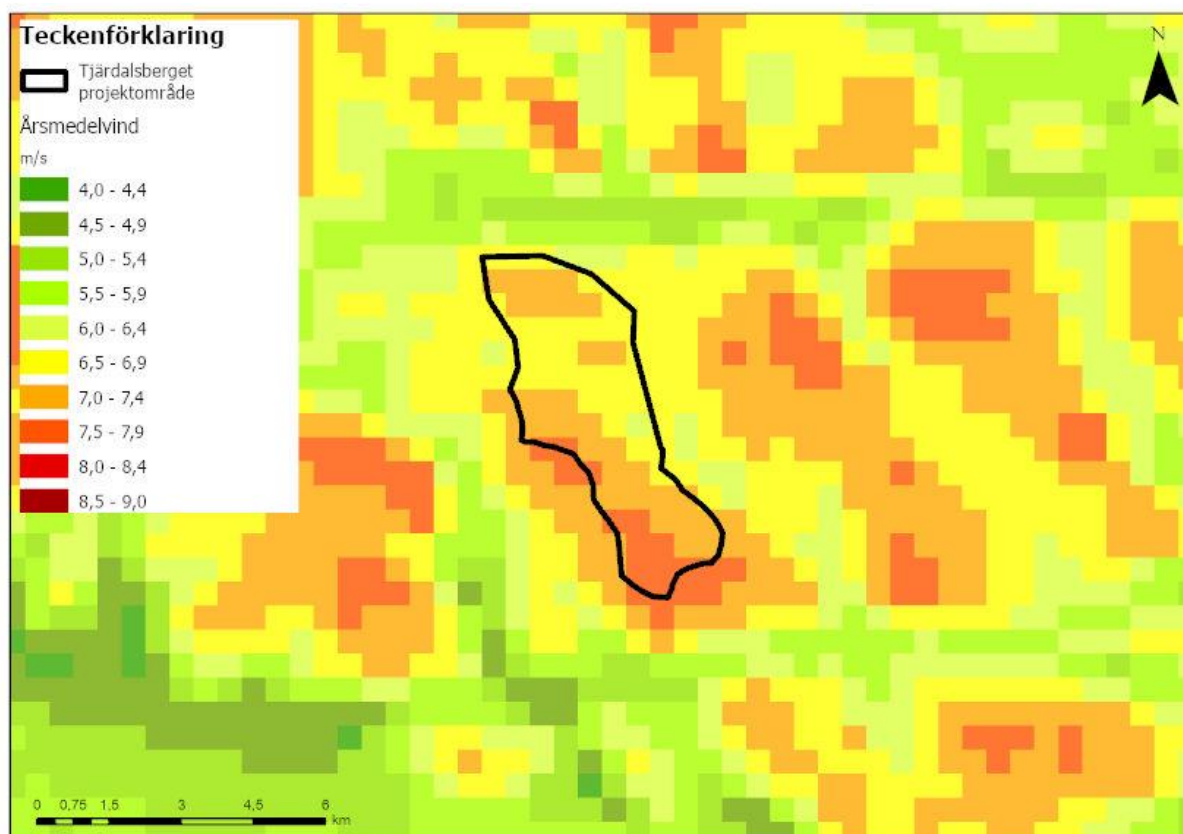 Teckenförklaring
Tjärdalsberget
projektområde
Årsmedelvind
m/s
4,0 - 4,4
4,5 - 4,9
5,0 - 5,4
5,5 - 5,9
6,0 - 6,4
6,5 - 6,9
7,0 - 7,4
7,5 - 7,9
8,0 - 8,4
8,5 - 9,0
N
0 0,75 1,5 3 4,5 6
km